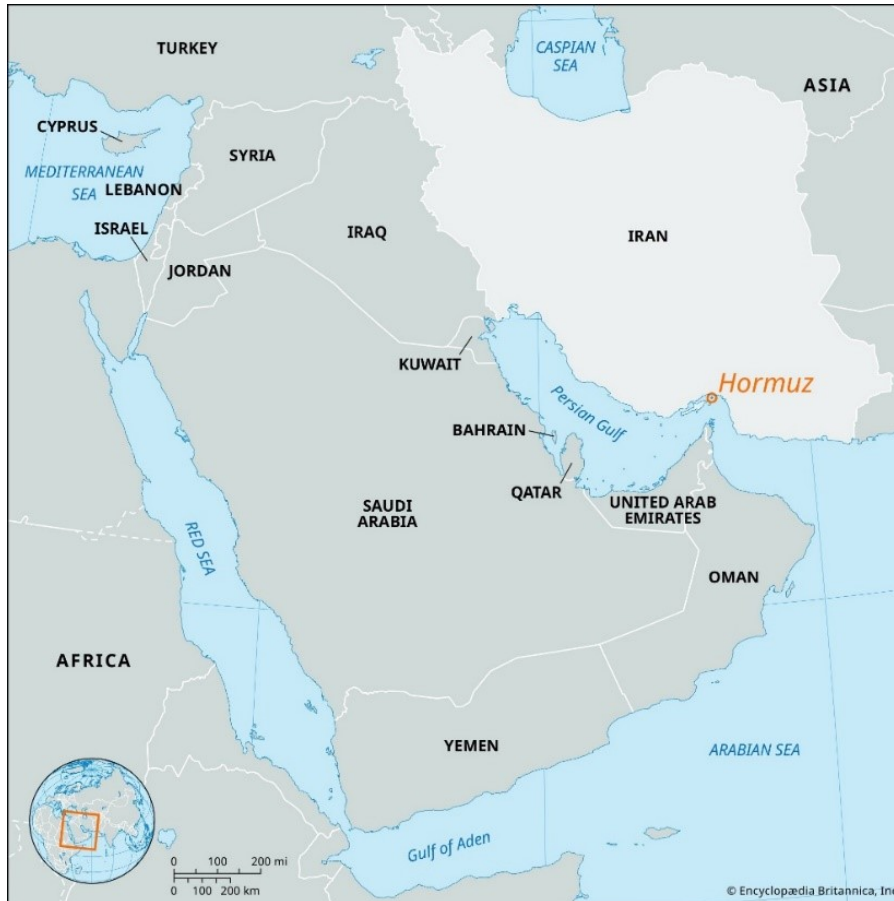 TURKEY
CASPIAN
SEA
ASIA
CYPRUS
SYRIA
MEDITERRANEAN
SEA
LEBANON
ISRAEL
IRAQ
IRAN
JORDAN
KUWAIT
Hormuz
Persian Gulf
BAHRAIN
QATAR
UNITED ARAB
EMIRATES
SAUDI
ARABIA
RED SEA
OMAN
AFRICA
YEMEN
ARABIAN SEA
Gulf of Aden
0 100 200 mi
0 100 200 km
© Encyclopædia Britannica, Inc